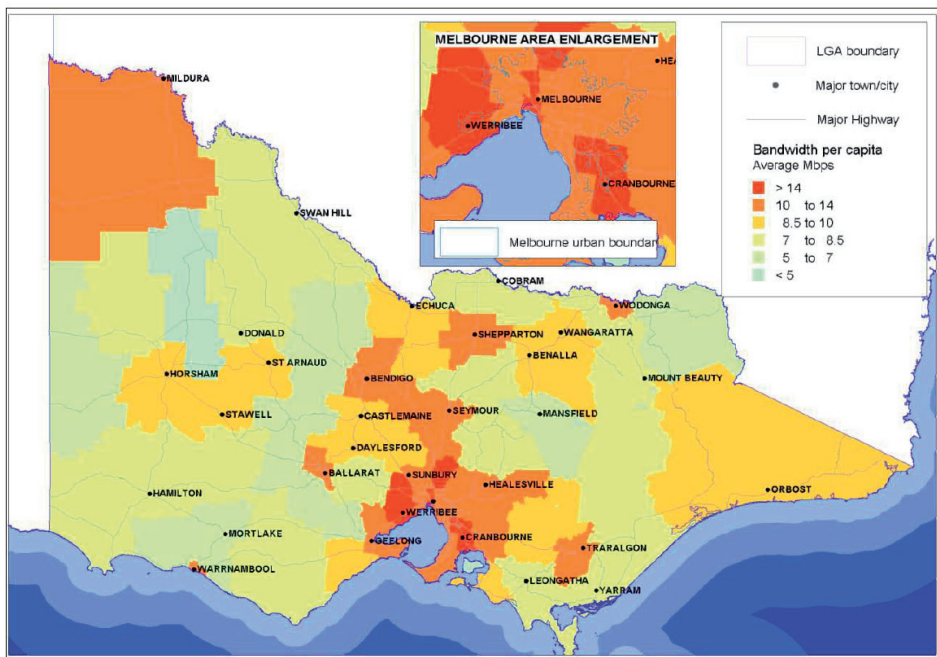 MELBOURNE AREA ENLARGEMENT
HEA
MELBOURNE
WERRIBEE
CRANBOURNE
Melbourne urban boundary
LGA boundary
Major town/city
Major Highway
Bandwidth per capita
Average Mbps
> 14
10 to 14
8.5 to 10
7 to 8.5
5 to 7
< 5
MILDURA
SWAN HILL
COBRAM
ECHUCA
WODONGA
DONALD
SHEPPARTON
WANGARATTA
ST ARNAUD
BENALLA
HORSHAM
BENDIGO
MOUNT BEAUTY
STAWELL
CASTLEMAINE
SEYMOUR
MANSFIELD
DAYLESFORD
BALLARAT
SUNBURY
HEALESVILLE
HAMILTON
ORBOST
WERRIBEE
MORTLAKE
GEELONG
CRANBOURNE
TRARALGON
WARRNAMBOOL
LEONGATHA
YARRAM